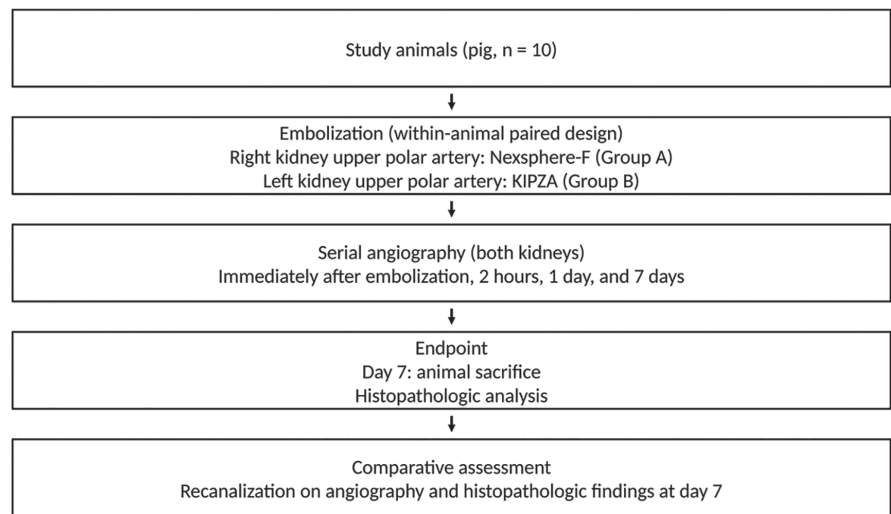 Study animals (pig, n = 10)
Embolization (within-animal paired design)
Right kidney upper polar artery: Nexsphere-F (Group A)
Left kidney upper polar artery: KIPZA (Group B)
Serial angiography (both kidneys)
Immediately after embolization, 2 hours, 1 day, and 7 days
Endpoint
Day 7: animal sacrifice
Histopathologic analysis
Comparative assessment
Recanalization on angiography and histopathologic findings at day 7